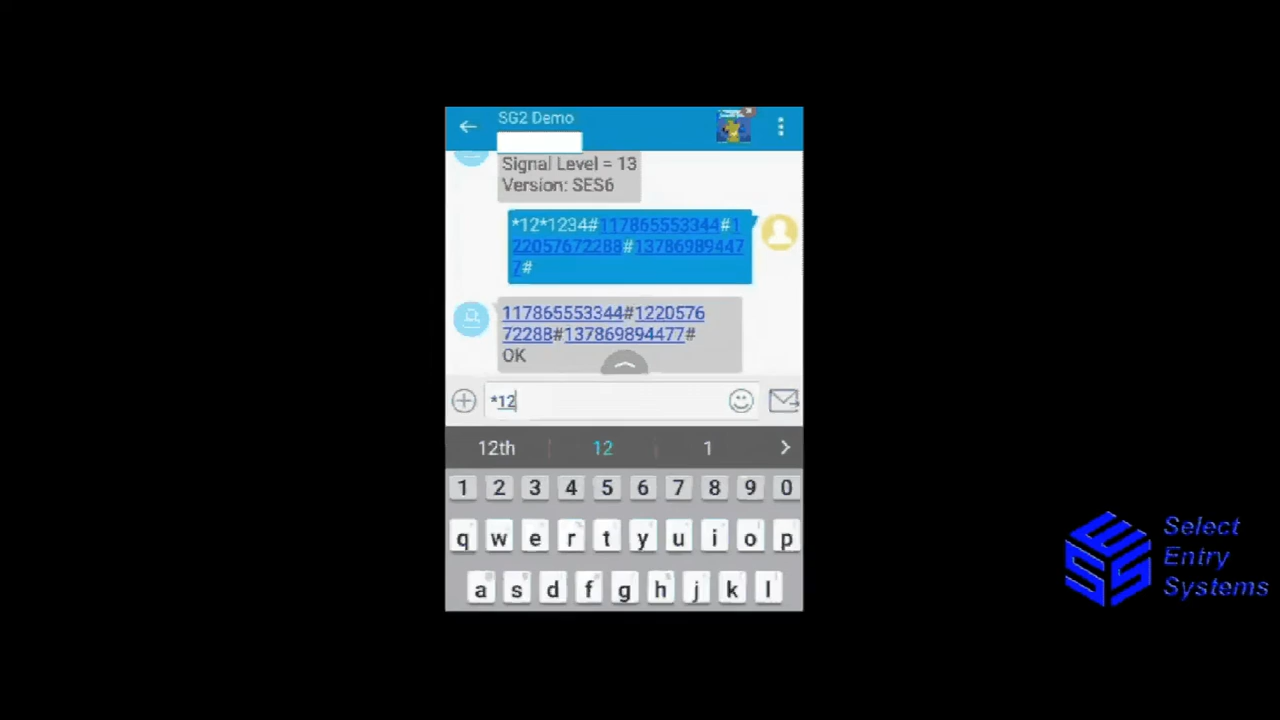 SG2 Demo
Signal Level = 13
Version: SES6
*12*1234#117865553344#1
22057672288#13786989447
7#
117865553344#1220576
72288#137869894477#
OK
*12
12th 12 1
1 2 3 4 5 6 7 8 9 0
q w e r t y u i o p
a s d f g h j k l
SES
Select
Entry
Systems